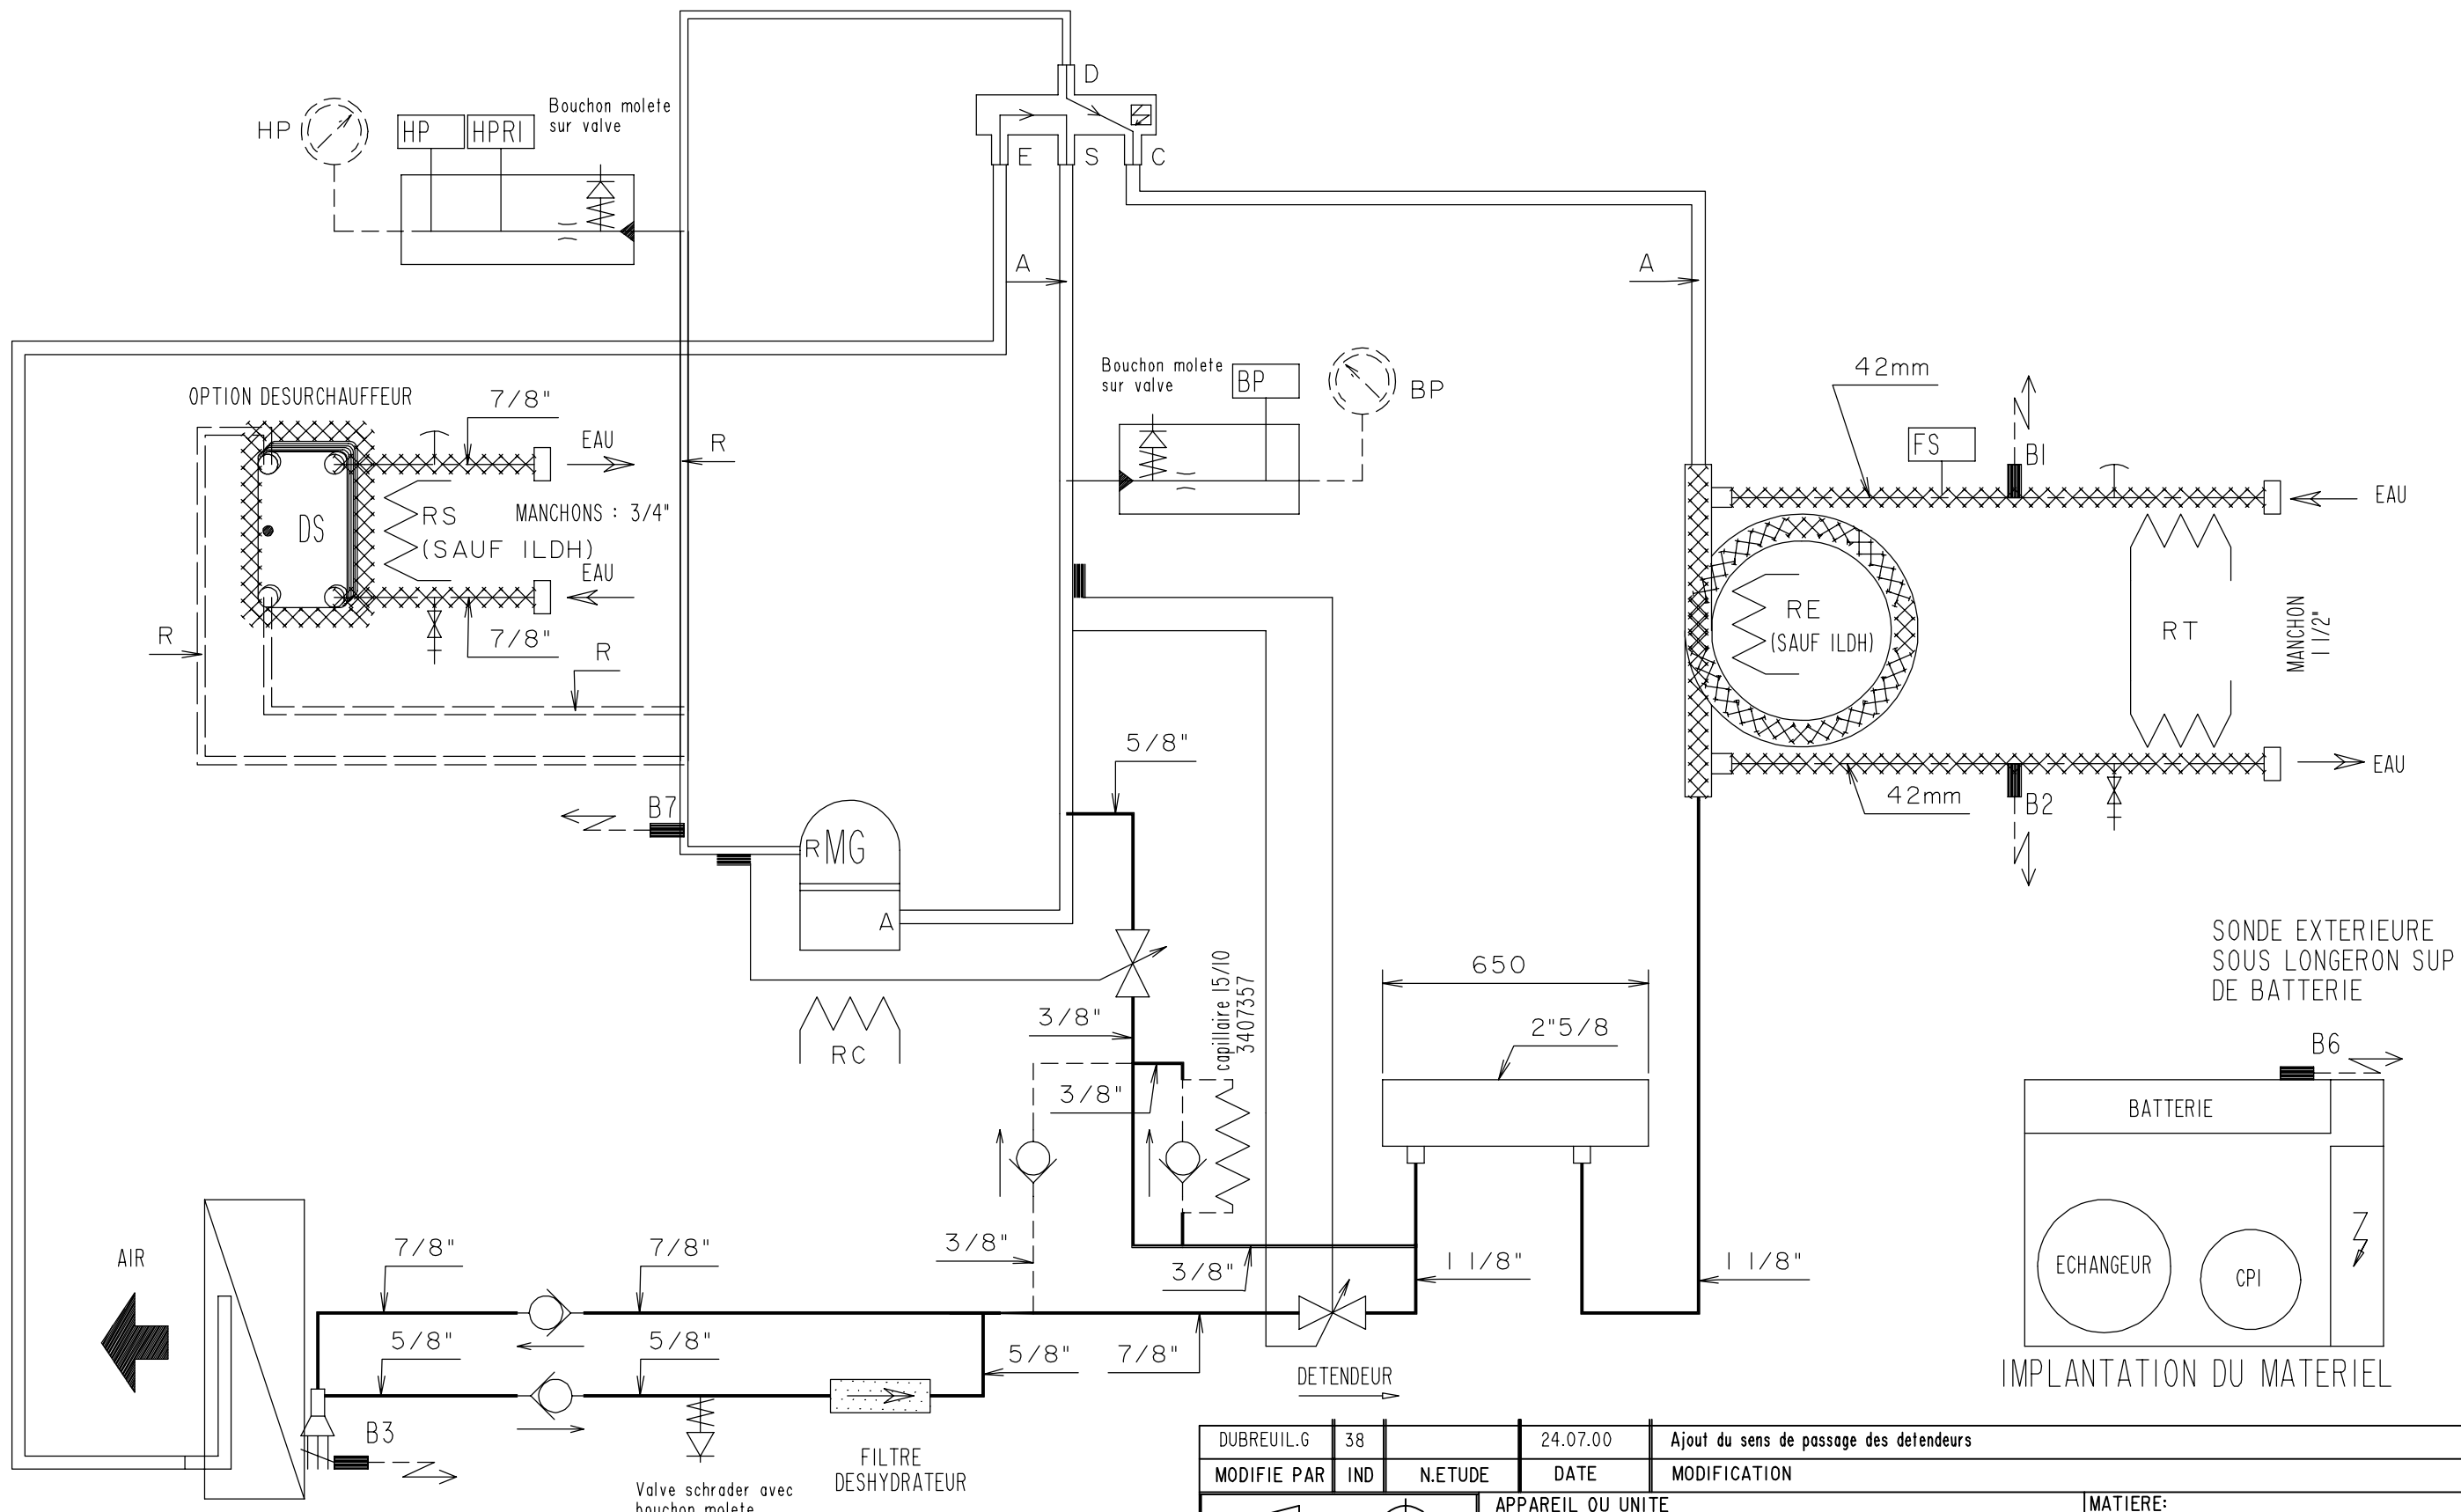 D
Bouchon molete
sur valve
HP
HP
HPRI
E
S
C
A
A
Bouchon molete
sur valve
BP
BP
42mm
OPTION DESURCHAUFFEUR
7/8"
EAU
R
FS
B1
EAU
DS
RS
MANCHONS : 3/4"
(SAUF ILDH)
EAU
RE
(SAUF ILDH)
RT
MANCHON
1 1/2"
R
7/8"
R
5/8"
EAU
42mm
B2
B7
R
MG
A
SONDE EXTERIEURE
SOUS LONGERON SUP
DE BATTERIE
capillaire 15/10
3407357
650
3/8"
2"5/8
RC
B6
3/8"
BATTERIE
AIR
7/8"
7/8"
3/8"
3/8"
1 1/8"
1 1/8"
ECHANGEUR
CPI
5/8"
5/8"
5/8"
7/8"
DETENDEUR
IMPLANTATION DU MATERIEL
B3
FILTRE
DESHYDRATEUR
Valve schrader avec
bouchon molete
DUBREUIL.G 38 24.07.00 Ajout du sens de passage des detendeurs
MODIFIE PAR IND N.ETUDE DATE MODIFICATION
APPAREIL OU UNITE MATIERE: